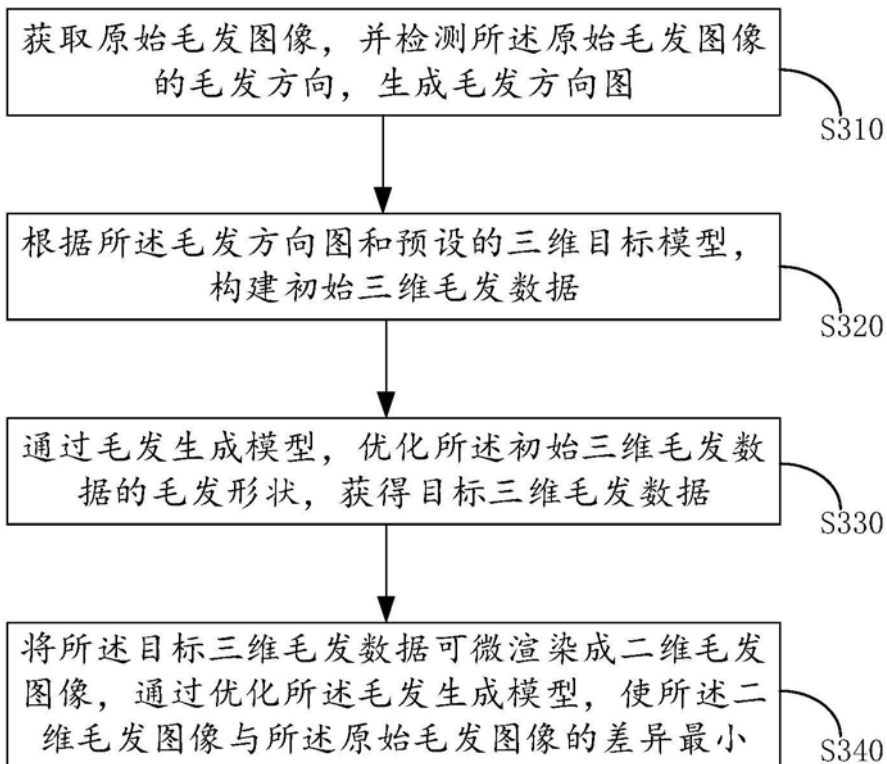 获取原始毛发图像，并检测所述原始毛发图像
的毛发方向，生成毛发方向图
S310
根据所述毛发方向图和预设的三维目标模型，
构建初始三维毛发数据
S320
通过毛发生成模型，优化所述初始三维毛发数
据的毛发形状，获得目标三维毛发数据
S330
将所述目标三维毛发数据可微渲染成二维毛发
图像，通过优化所述毛发生成模型，使所述二
维毛发图像与所述原始毛发图像的差异最小
S340